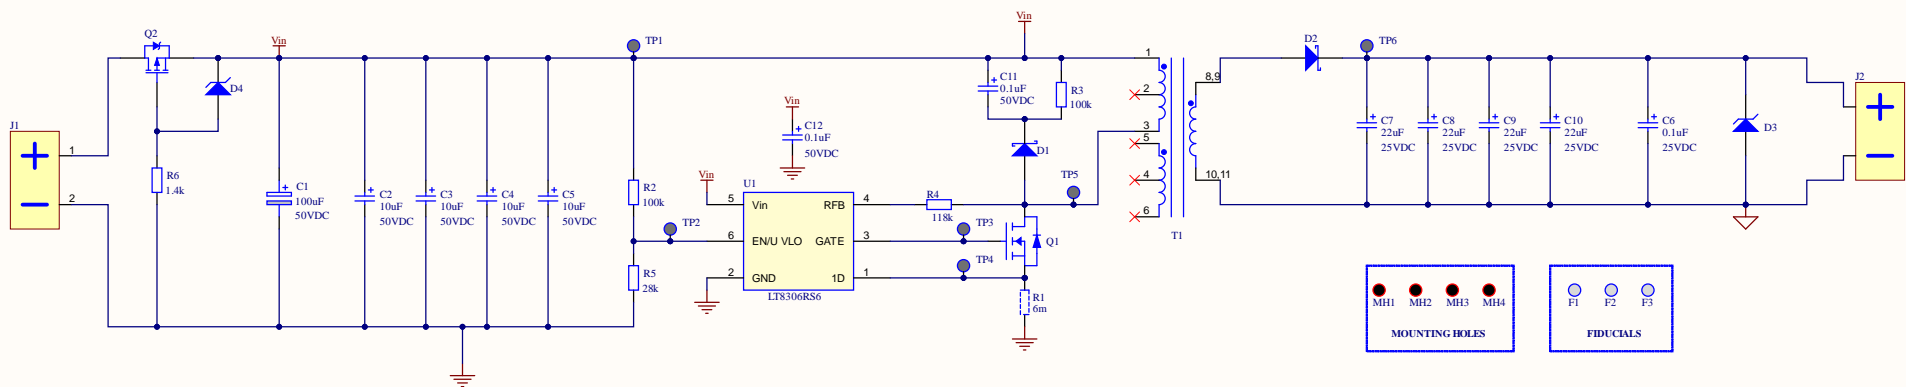 J1
1
2
Q2
D4
R6
1.4k
Vin
C1
100uF
50VDC
C2
10uF
50VDC
C3
10uF
50VDC
C4
10uF
50VDC
C5
10uF
50VDC
TP1
R2
100k
TP2
R5
28k
Vin
C12
0.1uF
50VDC
Vin
U1
5
Vin
RFB
4
6
EN/U VLO
GATE
3
2
GND
1D
1
LT8306RS6
R4
118k
TP3
TP4
Vin
C11
0.1uF
50VDC
R3
100k
D1
TP5
Q1
R1
6m
1
2
3
5
4
6
T1
8,9
10,11
D2
TP6
C7
22uF
25VDC
C8
22uF
25VDC
C9
22uF
25VDC
C10
22uF
25VDC
C6
0.1uF
25VDC
D3
J2
MH1 MH2 MH3 MH4
MOUNTING HOLES
F1 F2 F3
FIDUCIALS